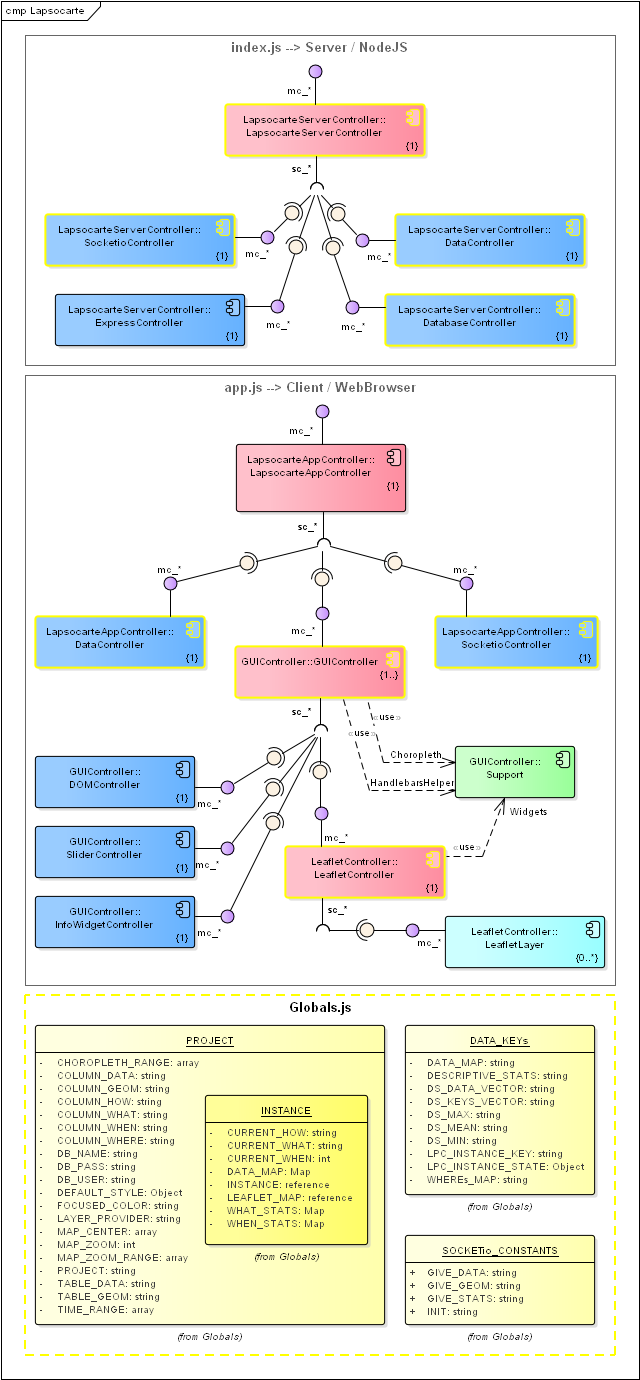 cmp Lapsocarte
index.js --> Server / NodeJS
mc_*
LapsocarteServerController::
LapsocarteServerController
{1}
sc_*
LapsocarteServerController::
SocketioController
{1}
mc_*
LapsocarteServerController::
DataController
{1}
mc_*
LapsocarteServerController::
ExpressController
{1}
mc_*
LapsocarteServerController::
DatabaseController
{1}
mc_*
app.js --> Client / WebBrowser
mc_*
LapsocarteAppController::
LapsocarteAppController
{1}
sc_*
mc_*
mc_*
LapsocarteAppController::
DataController
{1}
mc_*
GUIController::GUIController
{1..}
LapsocarteAppController::
SocketioController
{1}
sc_*
«use»
«use»
Choropleth
HandlebarsHelper
GUIController::
Support
Widgets
«use»
GUIController::
DOMController
{1}
mc_*
GUIController::
SliderController
{1}
mc_*
mc_*
LeafletController::
LeafletController
{1}
GUIController::
InfoWidgetController
{1}
mc_*
sc_*
mc_*
LeafletController::
LeafletLayer
{0..*}
Globals.js
PROJECT
- CHOROPLETH_RANGE: array
- COLUMN_DATA: string
- COLUMN_GEOM: string
- COLUMN_HOW: string
- COLUMN_WHAT: string
- COLUMN_WHEN: string
- COLUMN_WHERE: string
- DB_NAME: string
- DB_PASS: string
- DB_USER: string
- DEFAULT_STYLE: Object
- FOCUSED_COLOR: string
- LAYER_PROVIDER: string
- MAP_CENTER: array
- MAP_ZOOM: int
- MAP_ZOOM_RANGE: array
- PROJECT: string
- TABLE_DATA: string
- TABLE_GEOM: string
- TIME_RANGE: array
(from Globals)
INSTANCE
- CURRENT_HOW: string
- CURRENT_WHAT: string
- CURRENT_WHEN: int
- DATA_MAP: Map
- INSTANCE: reference
- LEAFLET_MAP: reference
- WHAT_STATS: Map
- WHEN_STATS: Map
(from Globals)
DATA_KEYs
- DATA_MAP: string
- DESCRIPTIVE_STATS: string
- DS_DATA_VECTOR: string
- DS_KEYS_VECTOR: string
- DS_MAX: string
- DS_MEAN: string
- DS_MIN: string
- LPC_INSTANCE_KEY: string
- LPC_INSTANCE_STATE: Object
- WHEREs_MAP: string
(from Globals)
SOCKETio_CONSTANTS
+ GIVE_DATA: string
+ GIVE_GEOM: string
+ GIVE_STATS: string
+ INIT: string
(from Globals)